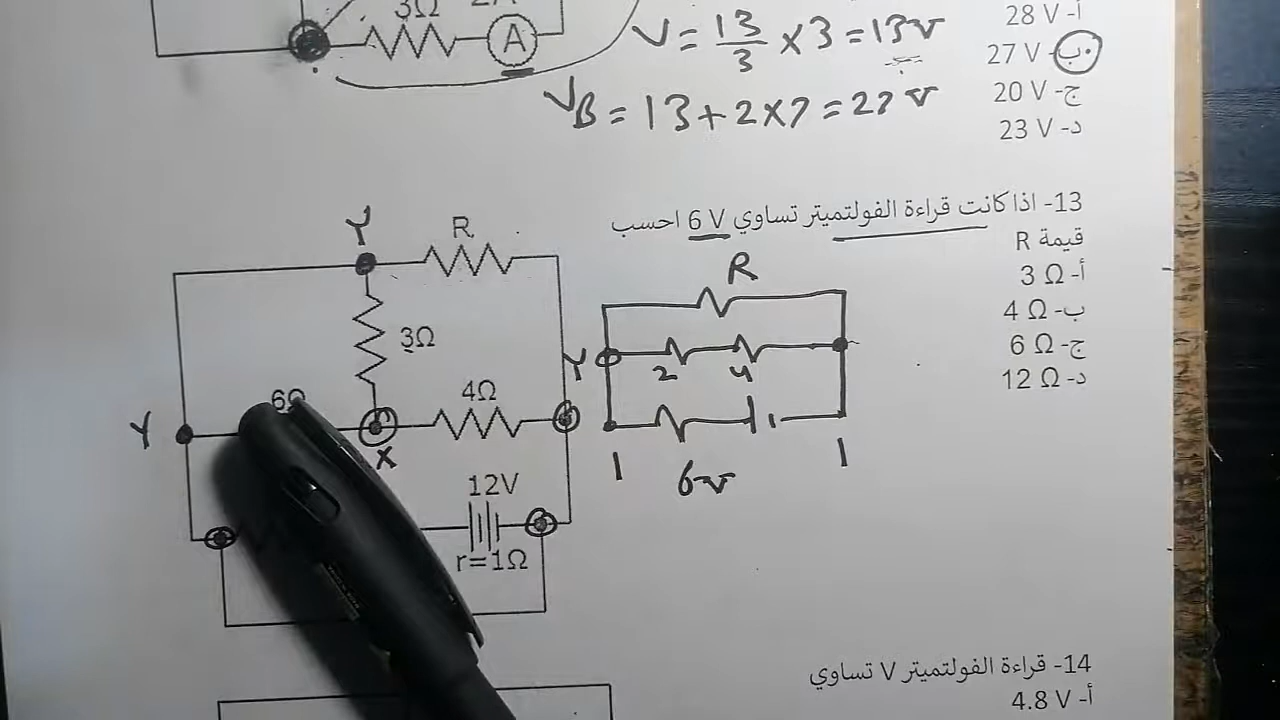 3Ω
A
V = 13/3 × 3 = 13v
V_B = 13 + 2 × 7 = 27 v
أ- 28 V
ب- 27 V
ج- 20 V
د- 23 V
13- اذا كانت قراءة الفولتميتر تساوي 6 V احسب
قيمة R
أ- 3 Ω
ب- 4 Ω
ج- 6 Ω
د- 12 Ω
Y
R
3Ω
6Ω
4Ω
Y
X
12V
r=1Ω
R
Y
2 4
1 1
6v
14- قراءة الفولتميتر V تساوي
أ- 4.8 V